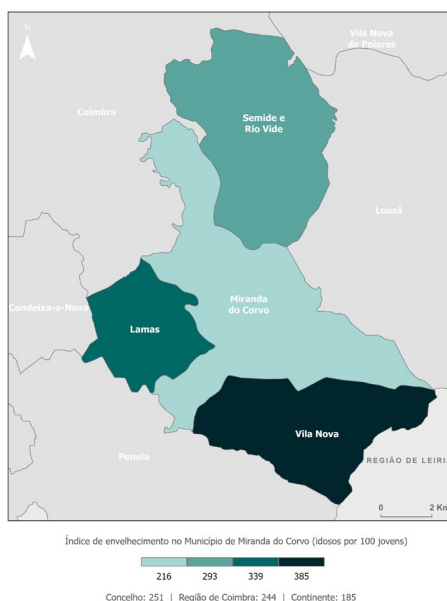 N
Vila Nova
de Poiares
Coimbra
Semide e
Rio Vide
Lousã
Condeixa-a-Nova
Miranda
do Corvo
Lamas
Vila Nova
Penela
REGIÃO DE LEIRI
0 2 Km
Índice de envelhecimento no Município de Miranda do Corvo (idosos por 100 jovens)
216 293 339 385
Concelho: 251 | Região de Coimbra: 244 | Continente: 185